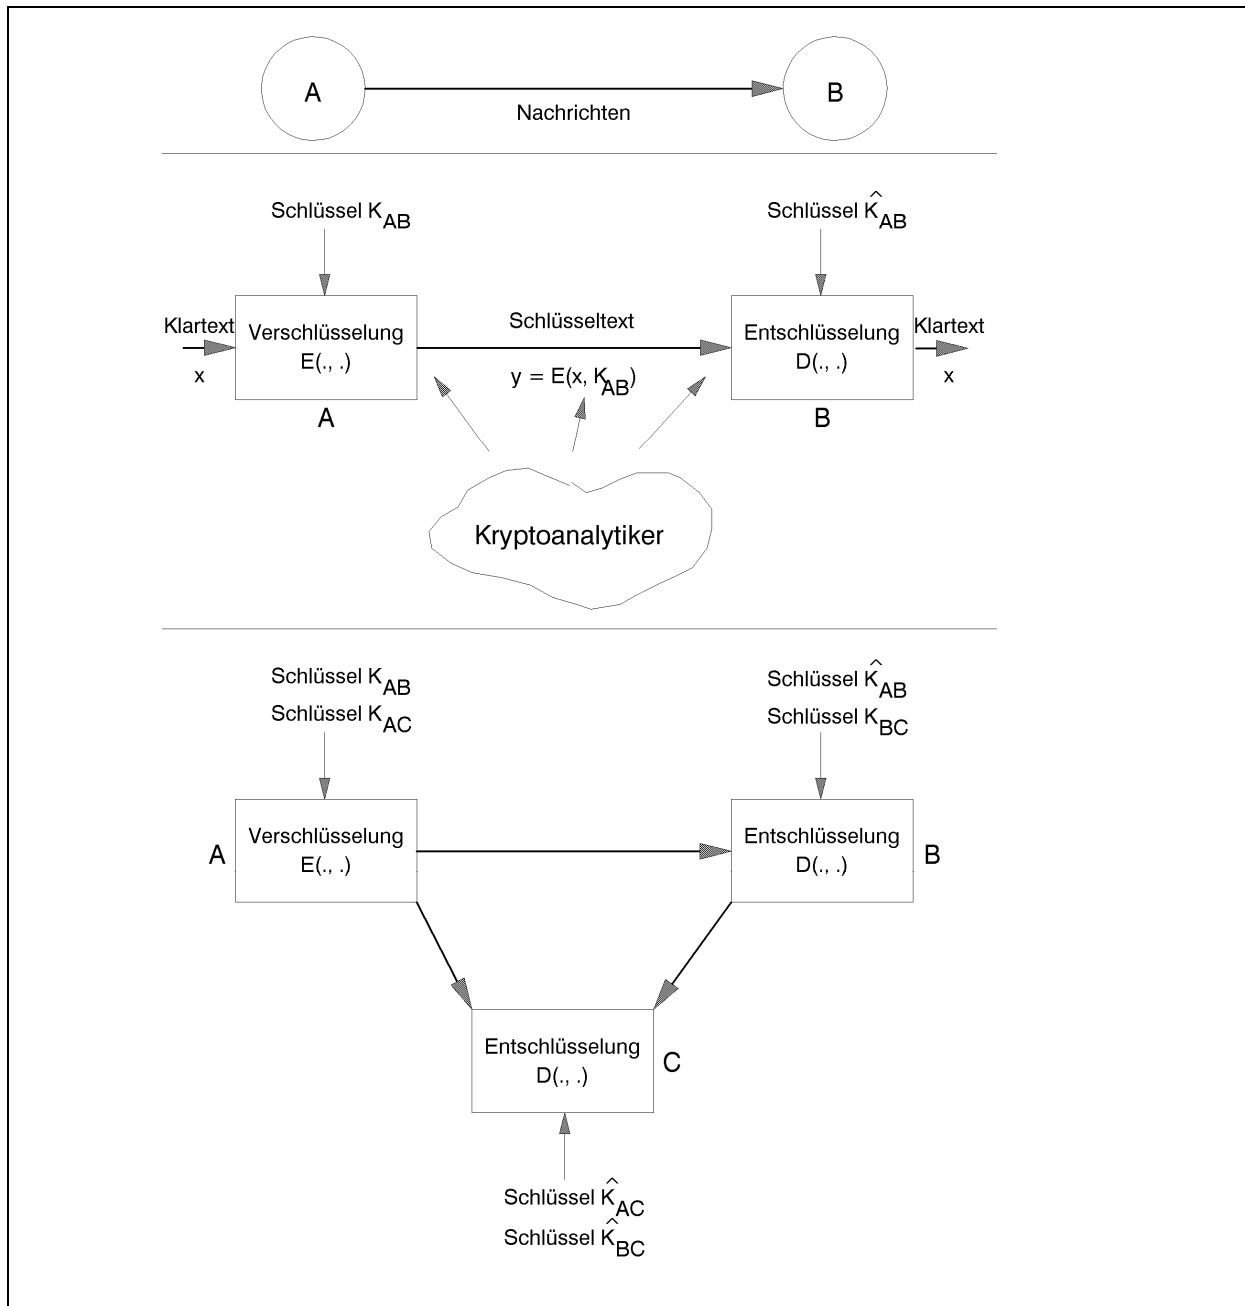 A
B
Nachrichten
Schlüssel K_AB
Schlüssel K̂_AB
Klartext
Verschlüsselung
Schlüsseltext
Entschlüsselung
Klartext
x
E(., .)
y = E(x, K_AB)
D(., .)
x
A
B
Kryptoanalytiker
Schlüssel K_AB
Schlüssel K̂_AB
Schlüssel K_AC
Schlüssel K_BC
Verschlüsselung
Entschlüsselung
A
E(., .)
D(., .)
B
Entschlüsselung
D(., .)
C
Schlüssel K̂_AC
Schlüssel K̂_BC